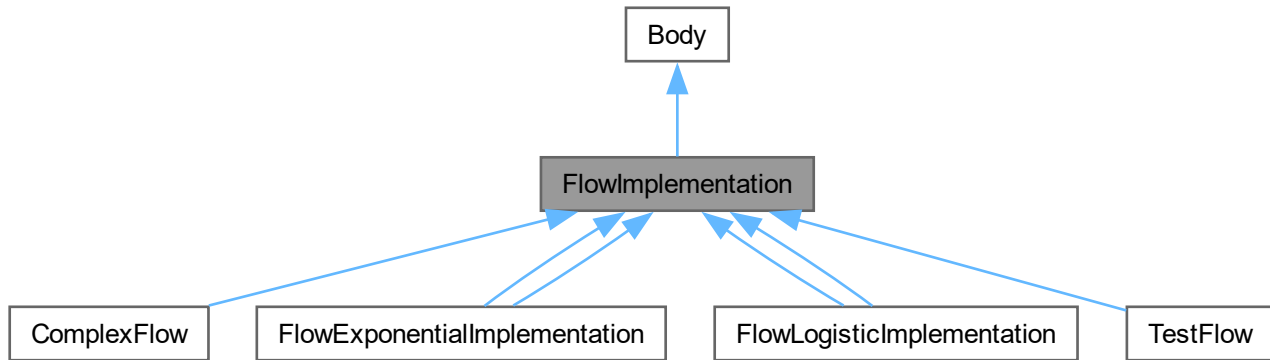 Body
FlowImplementation
ComplexFlow
FlowExponentialImplementation
FlowLogisticImplementation
TestFlow